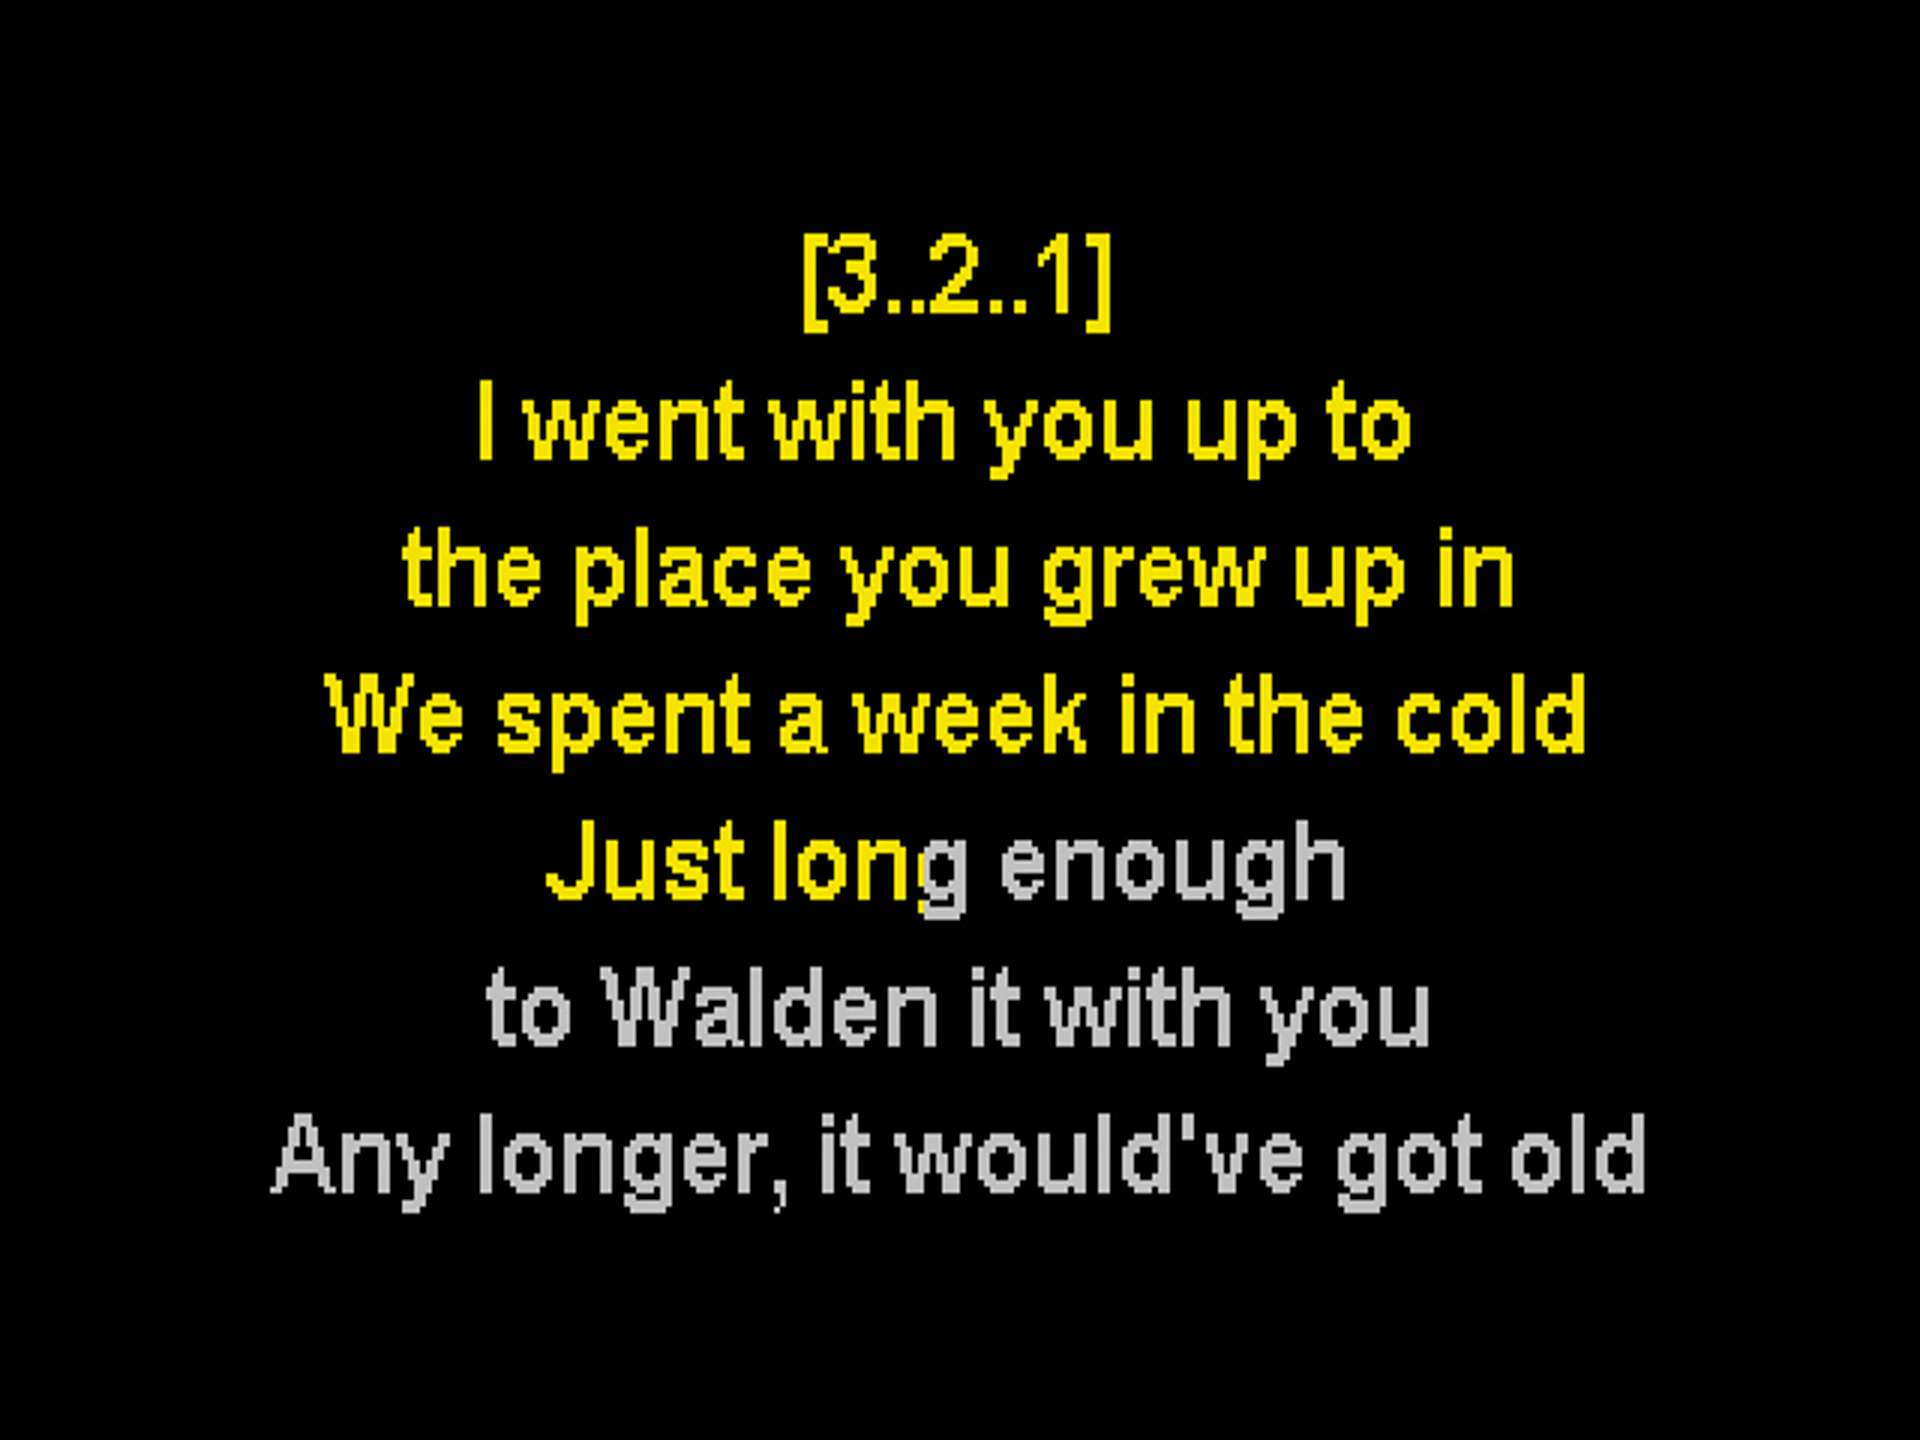 [3..2..1]
I went with you up to
the place you grew up in
We spent a week in the cold
Just long enough
to Walden it with you
Any longer, it would've got old